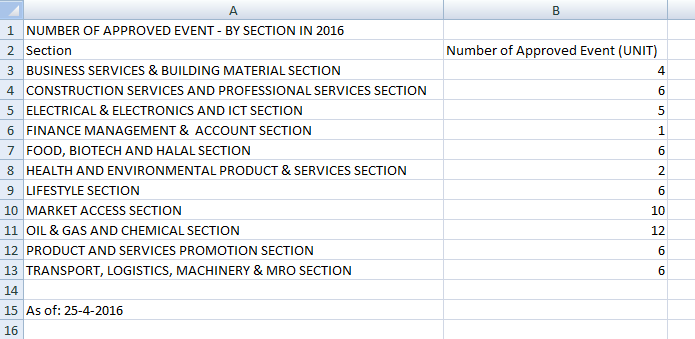 A B
1 NUMBER OF APPROVED EVENT - BY SECTION IN 2016
2 Section Number of Approved Event (UNIT)
3 BUSINESS SERVICES & BUILDING MATERIAL SECTION 4
4 CONSTRUCTION SERVICES AND PROFESSIONAL SERVICES SECTION 6
5 ELECTRICAL & ELECTRONICS AND ICT SECTION 5
6 FINANCE MANAGEMENT &  ACCOUNT SECTION 1
7 FOOD, BIOTECH AND HALAL SECTION 6
8 HEALTH AND ENVIRONMENTAL PRODUCT & SERVICES SECTION 2
9 LIFESTYLE SECTION 6
10 MARKET ACCESS SECTION 10
11 OIL & GAS AND CHEMICAL SECTION 12
12 PRODUCT AND SERVICES PROMOTION SECTION 6
13 TRANSPORT, LOGISTICS, MACHINERY & MRO SECTION 6
14
15 As of: 25-4-2016
16